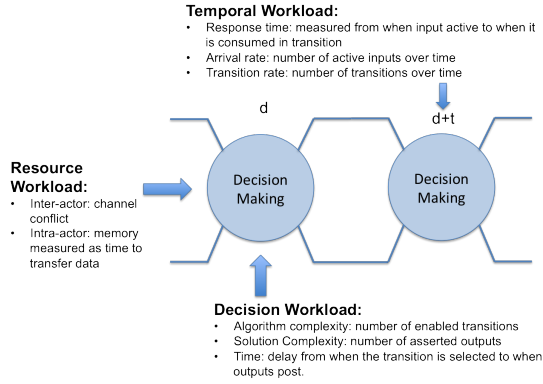 Temporal Workload:
• Response time: measured from when input active to when it
is consumed in transition
• Arrival rate: number of active inputs over time
• Transition rate: number of transitions over time
d
d+t
Decision
Making
Decision
Making
Resource
Workload:
• Inter-actor: channel
conflict
• Intra-actor: memory
measured as time to
transfer data
Decision Workload:
• Algorithm complexity: number of enabled transitions
• Solution Complexity: number of asserted outputs
• Time: delay from when the transition is selected to when
outputs post.